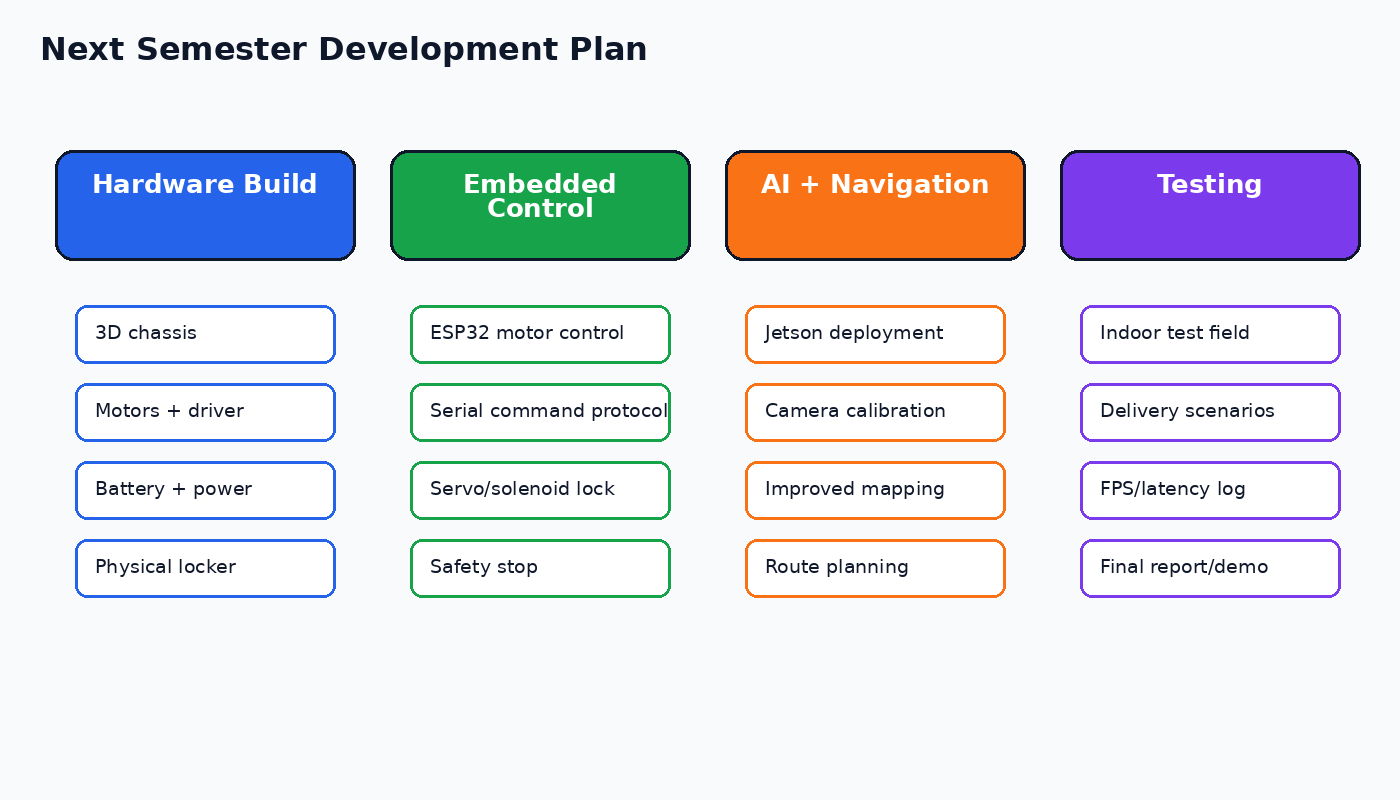 Next Semester Development Plan
Hardware Build
3D chassis
Motors + driver
Battery + power
Physical locker
Embedded
Control
ESP32 motor control
Serial command protocol
Servo/solenoid lock
Safety stop
AI + Navigation
Jetson deployment
Camera calibration
Improved mapping
Route planning
Testing
Indoor test field
Delivery scenarios
FPS/latency log
Final report/demo